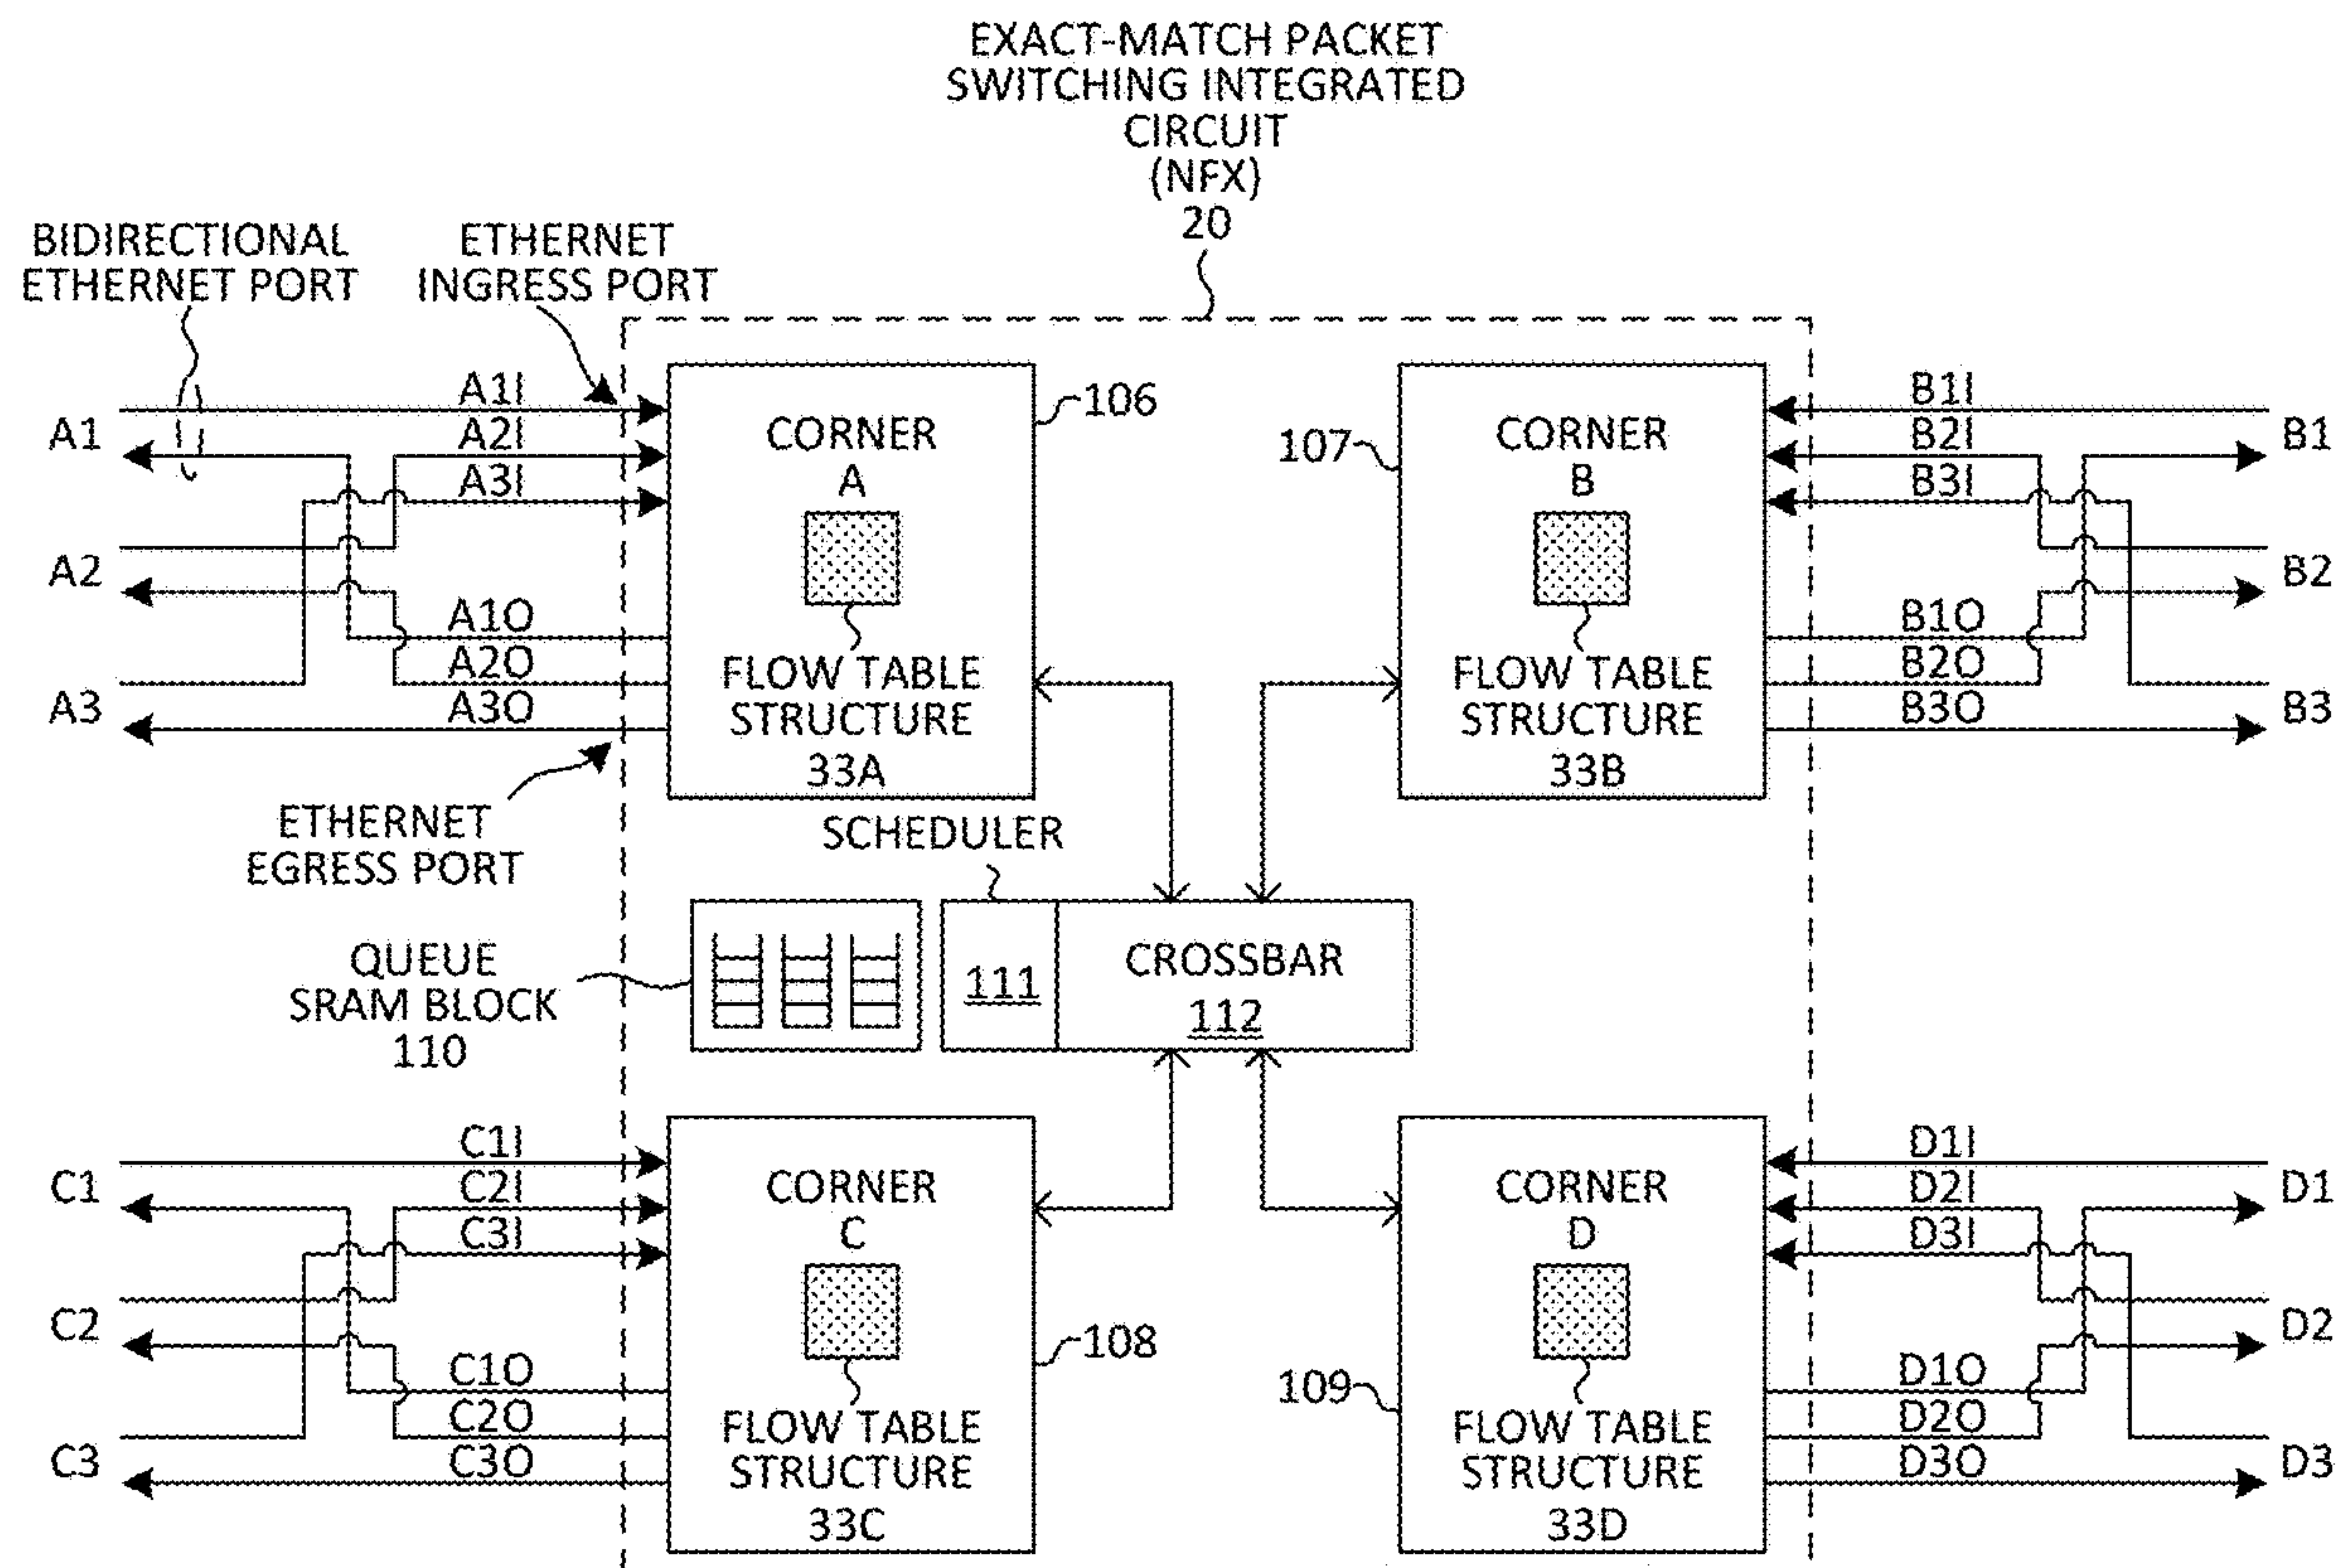 EXACT-MATCH PACKET
SWITCHING INTEGRATED
CIRCUIT
(NFX)
20
BIDIRECTIONAL
ETHERNET PORT
ETHERNET
INGRESS PORT
A1I
A2I
A3I
A1
A2
A3
A1O
A2O
A3O
CORNER
A
FLOW TABLE
STRUCTURE
33A
106
107
CORNER
B
FLOW TABLE
STRUCTURE
33B
B1I
B2I
B3I
B1
B2
B3
B1O
B2O
B3O
ETHERNET
EGRESS PORT
SCHEDULER
QUEUE
SRAM BLOCK
110
111
CROSSBAR
112
C1I
C2I
C3I
C1
C2
C3
C1O
C2O
C3O
CORNER
C
FLOW TABLE
STRUCTURE
33C
108
109
CORNER
D
FLOW TABLE
STRUCTURE
33D
D1I
D2I
D3I
D1
D2
D3
D1O
D2O
D3O